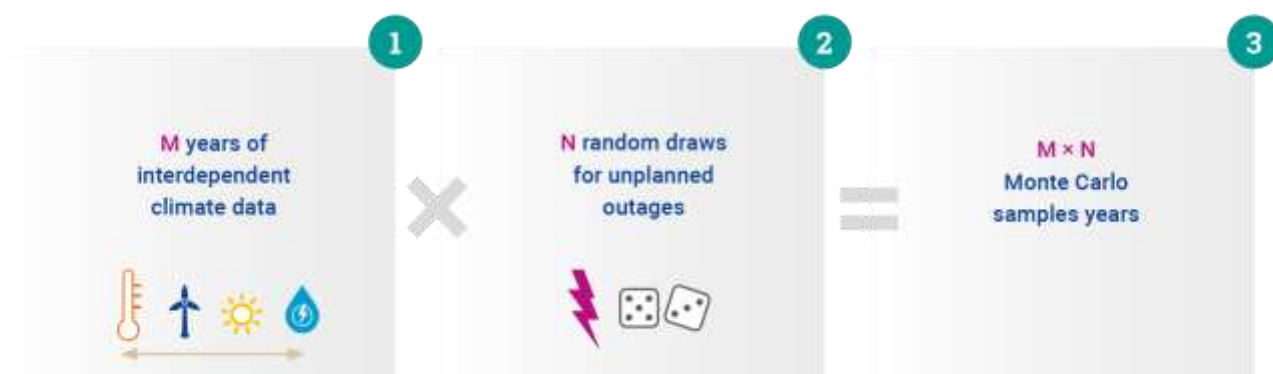 1
M years of
interdependent
climate data
2
N random draws
for unplanned
outages
3
M × N
Monte Carlo
samples years